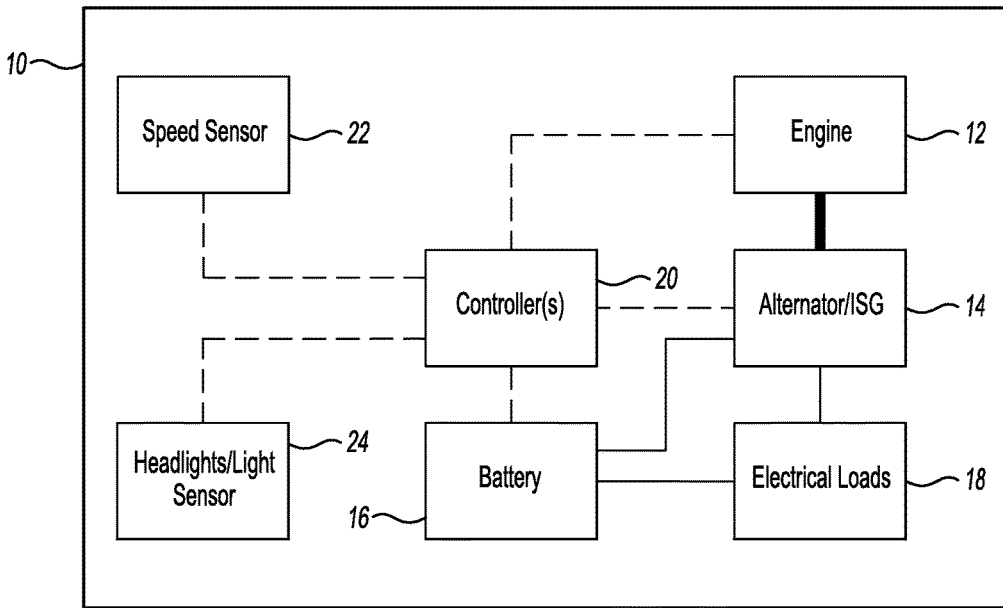 10
Speed Sensor
22
Engine
12
Controller(s)
20
Alternator/ISG
14
Headlights/Light
Sensor
24
Battery
16
Electrical Loads
18